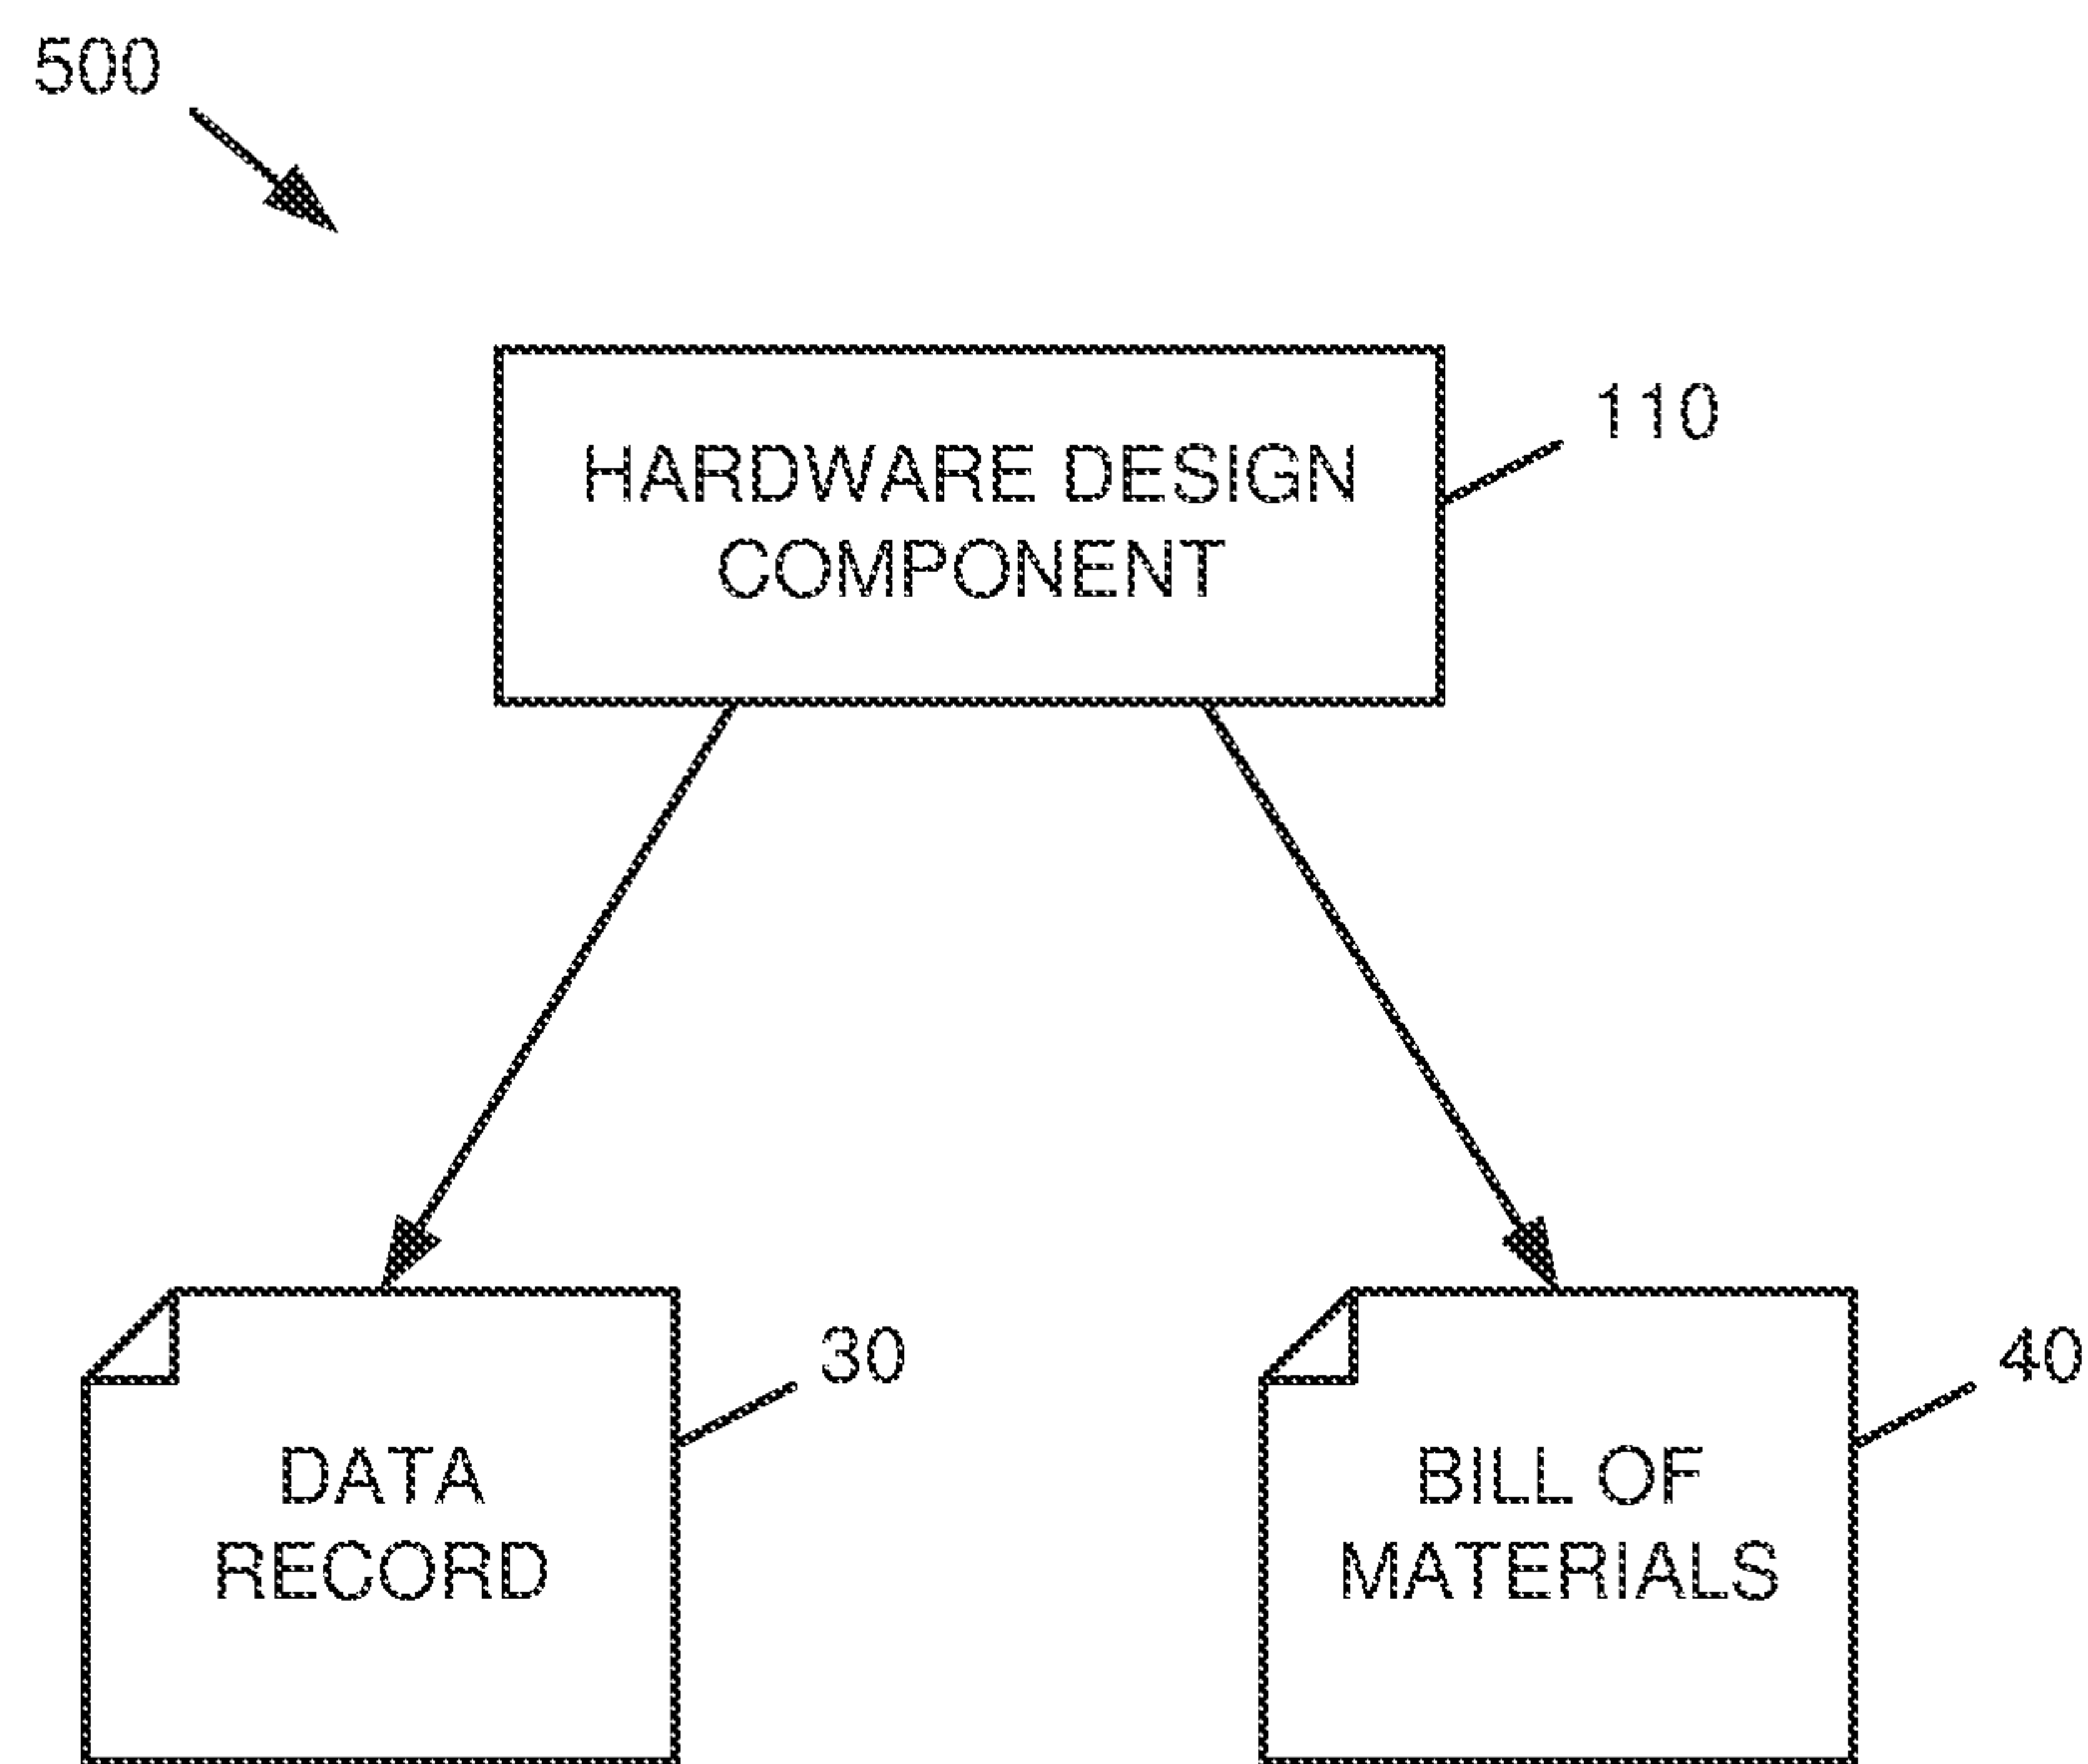 500
110
HARDWARE DESIGN
COMPONENT
30
40
DATA
RECORD
BILL OF
MATERIALS